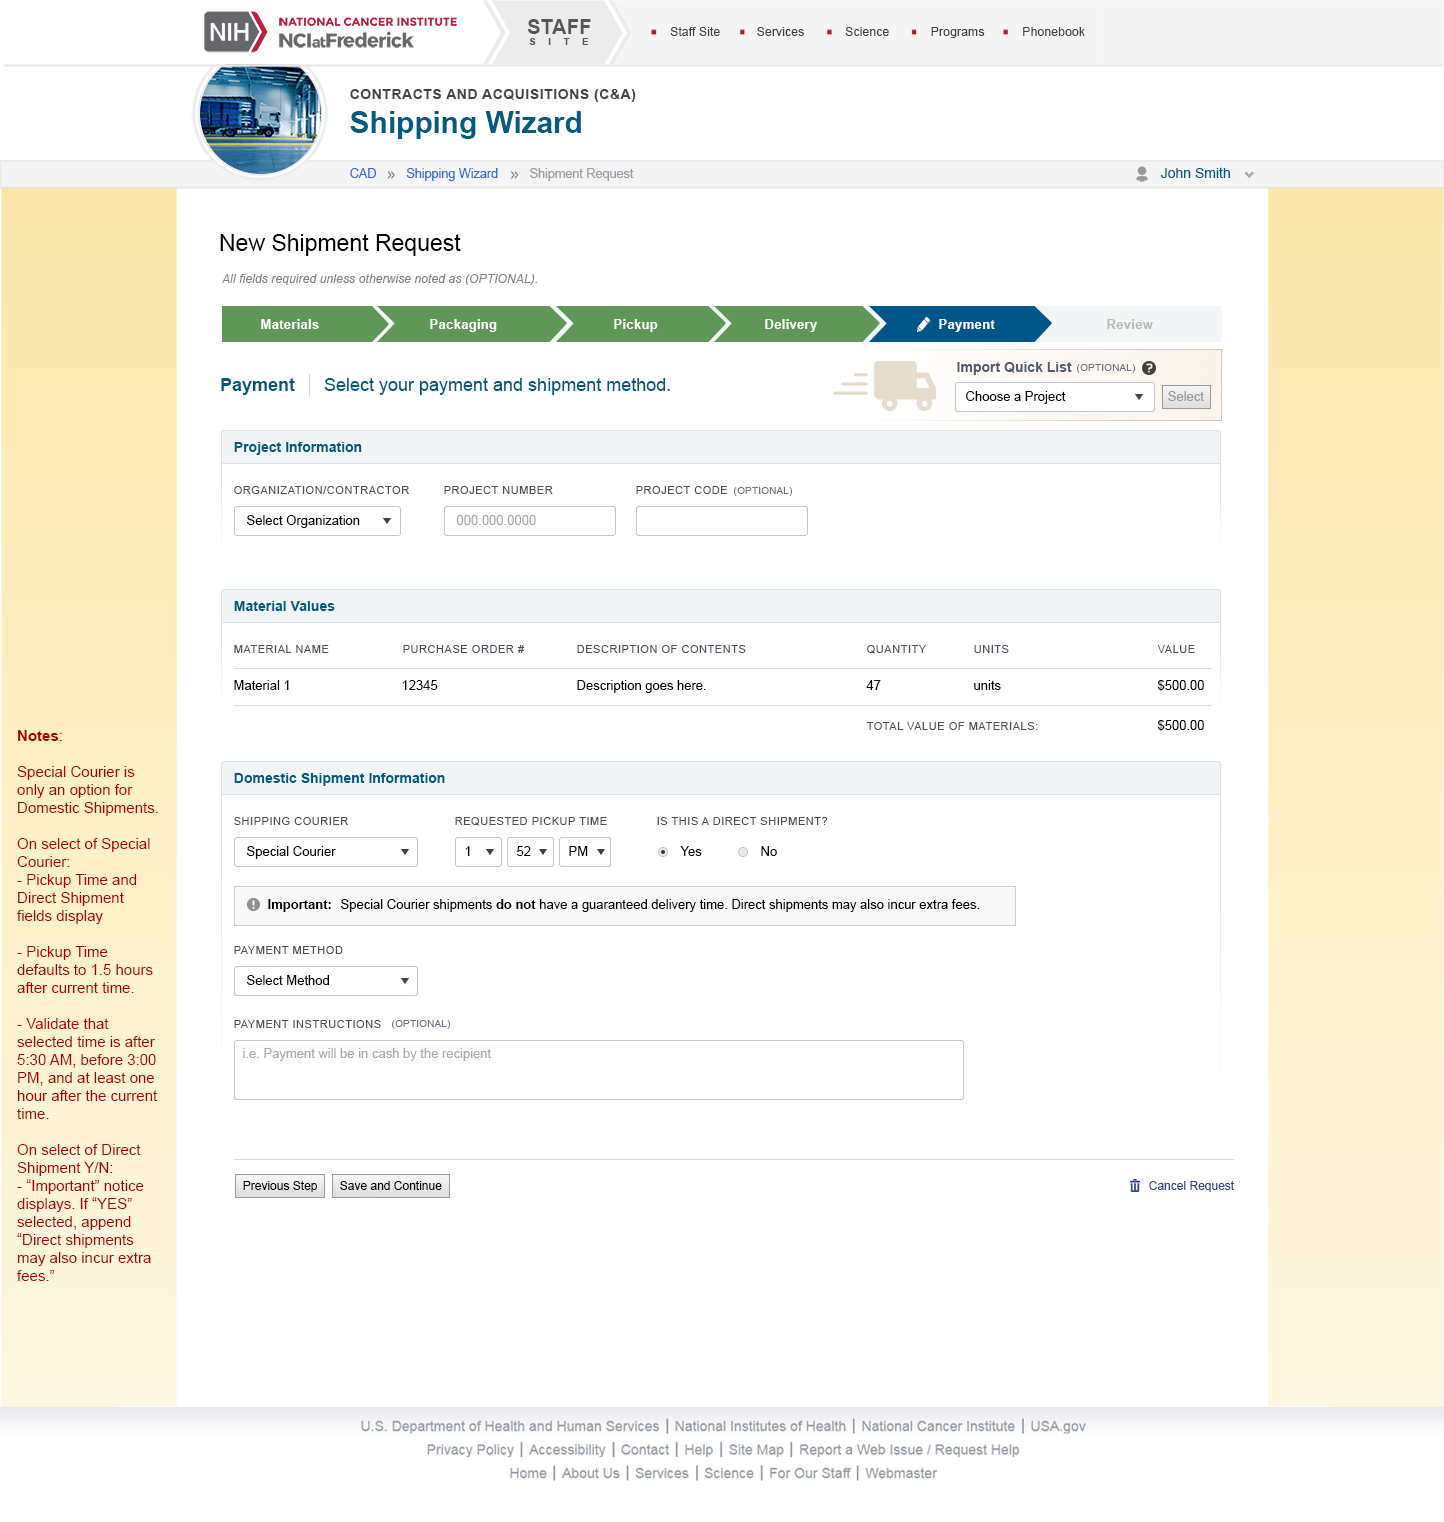 NIH NATIONAL CANCER INSTITUTE
NCIatFrederick
STAFF
SITE
Staff Site Services Science Programs Phonebook
CONTRACTS AND ACQUISITIONS (C&A)
Shipping Wizard
CAD » Shipping Wizard » Shipment Request
John Smith
New Shipment Request
All fields required unless otherwise noted as (OPTIONAL).
Materials Packaging Pickup Delivery Payment Review
Payment Select your payment and shipment method.
Import Quick List (OPTIONAL) ?
Choose a Project Select
Project Information
ORGANIZATION/CONTRACTOR PROJECT NUMBER PROJECT CODE (OPTIONAL)
Select Organization 000.000.0000
Material Values
MATERIAL NAME PURCHASE ORDER # DESCRIPTION OF CONTENTS QUANTITY UNITS VALUE
Material 1 12345 Description goes here. 47 units $500.00
TOTAL VALUE OF MATERIALS: $500.00
Domestic Shipment Information
SHIPPING COURIER REQUESTED PICKUP TIME IS THIS A DIRECT SHIPMENT?
Special Courier 1 52 PM Yes No
! Important: Special Courier shipments do not have a guaranteed delivery time. Direct shipments may also incur extra fees.
PAYMENT METHOD
Select Method
PAYMENT INSTRUCTIONS (OPTIONAL)
i.e. Payment will be in cash by the recipient
Previous Step Save and Continue Cancel Request
Notes:
Special Courier is
only an option for
Domestic Shipments.
On select of Special
Courier:
- Pickup Time and
Direct Shipment
fields display
- Pickup Time
defaults to 1.5 hours
after current time.
- Validate that
selected time is after
5:30 AM, before 3:00
PM, and at least one
hour after the current
time.
On select of Direct
Shipment Y/N:
- “Important” notice
displays. If “YES”
selected, append
“Direct shipments
may also incur extra
fees.”
U.S. Department of Health and Human Services | National Institutes of Health | National Cancer Institute | USA.gov
Privacy Policy | Accessibility | Contact | Help | Site Map | Report a Web Issue / Request Help
Home | About Us | Services | Science | For Our Staff | Webmaster